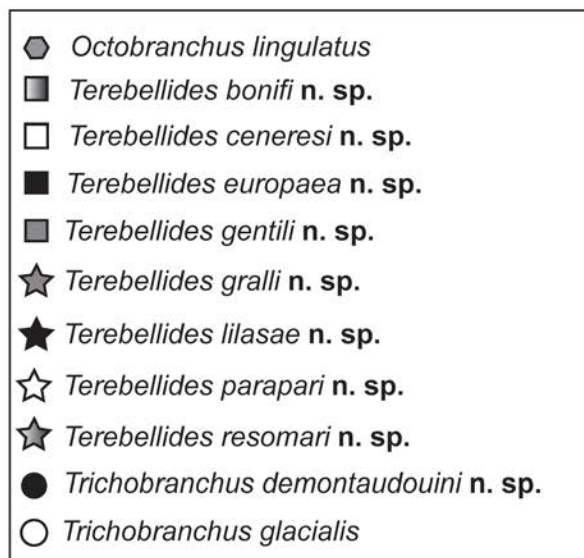 Octobranchus lingulatus
Terebellides bonifi n. sp.
Terebellides ceneresi n. sp.
Terebellides europaea n. sp.
Terebellides gentili n. sp.
Terebellides gralli n. sp.
Terebellides lilasae n. sp.
Terebellides parapari n. sp.
Terebellides resomari n. sp.
Trichobranchus demontaudouini n. sp.
Trichobranchus glacialis